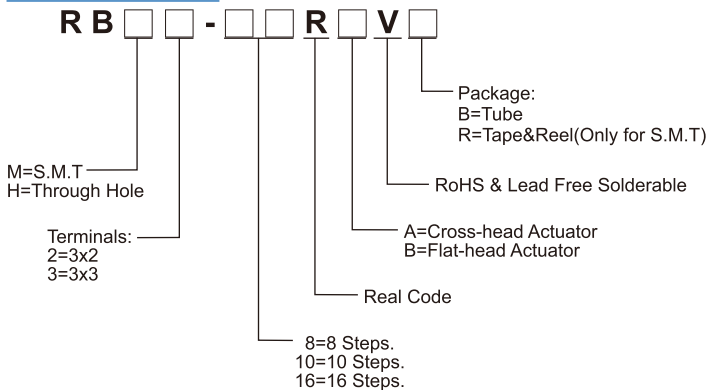 RB□□-□□R□V□
Package:
B=Tube
R=Tape&Reel(Only for S.M.T)
M=S.M.T
H=Through Hole
RoHS & Lead Free Solderable
Terminals:
2=3x2
3=3x3
A=Cross-head Actuator
B=Flat-head Actuator
Real Code
8=8 Steps.
10=10 Steps.
16=16 Steps.